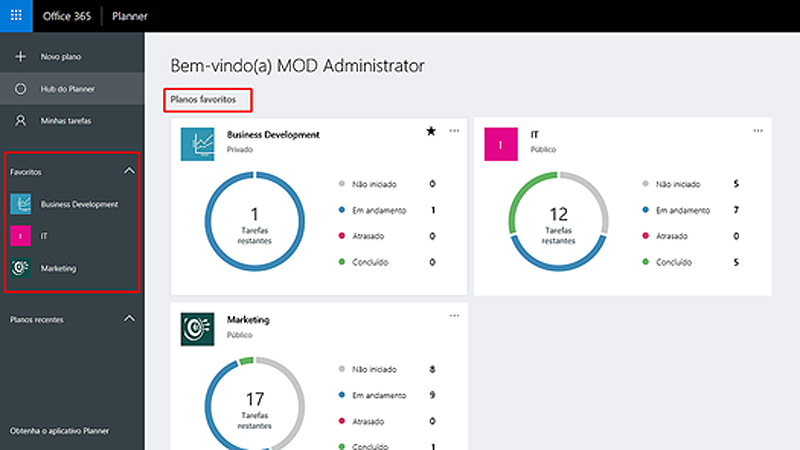 Office 365 Planner
Novo plano
Hub do Planner
Minhas tarefas
Favoritos
Business Development
I IT
Marketing
Planos recentes
Obtenha o aplicativo Planner
Bem-vindo(a) MOD Administrator
Planos favoritos
Business Development
Privado
1
Tarefas
restantes
Não iniciado 0
Em andamento 1
Atrasado 0
Concluído 0
I IT
Público
12
Tarefas
restantes
Não iniciado 5
Em andamento 7
Atrasado 0
Concluído 5
Marketing
Público
17
Tarefas
restantes
Não iniciado 8
Em andamento 9
Atrasado 0
Concluído 1